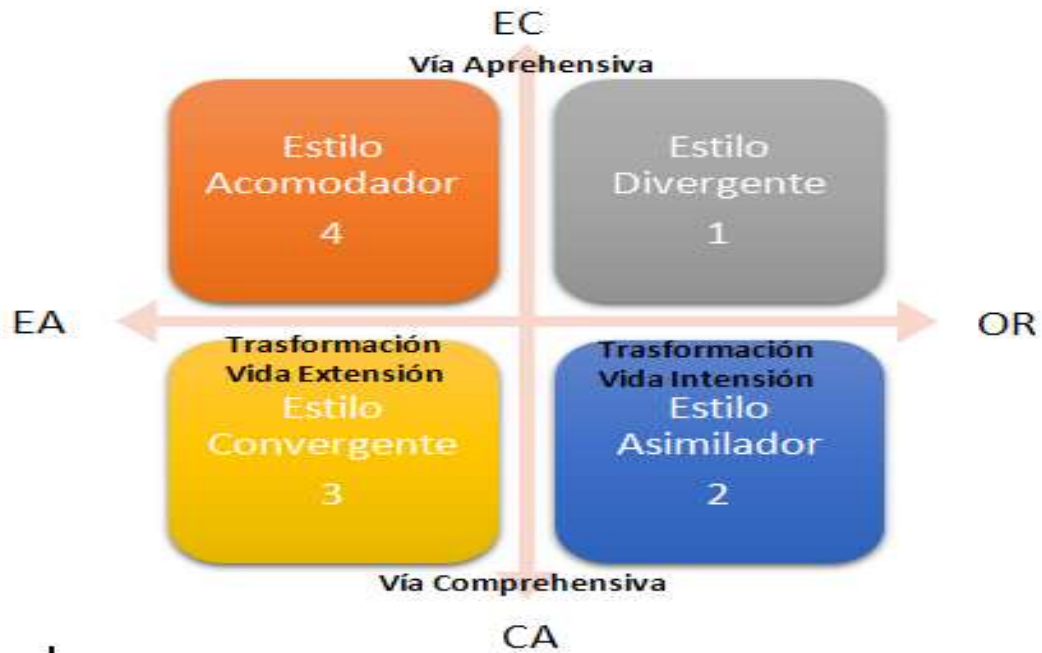 EC
Vía Aprehensiva
Estilo
Acomodador
4
Estilo
Divergente
1
EA
OR
Trasformación
Vida Extensión
Estilo
Convergente
3
Trasformación
Vida Intensión
Estilo
Asimilador
2
Vía Comprehensiva
CA